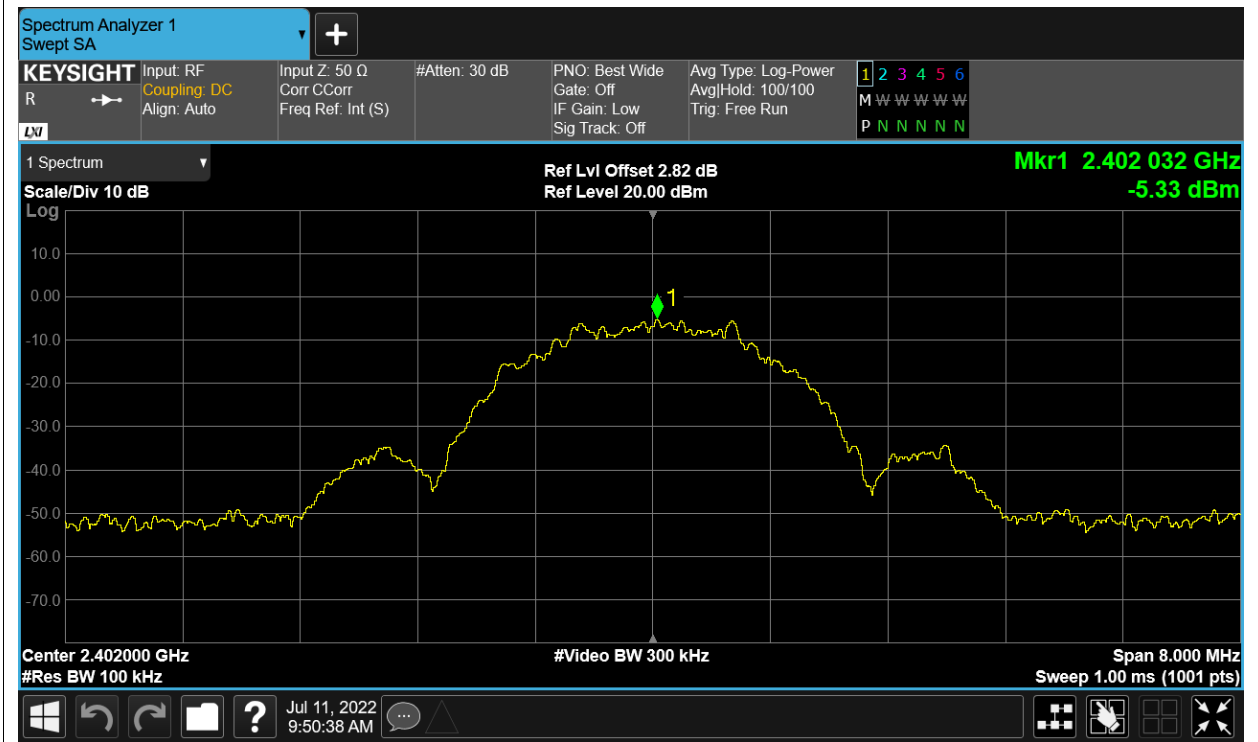 Spectrum Analyzer 1
Swept SA
+
KEYSIGHT
R
LXI
Input: RF
Coupling: DC
Align: Auto
Input Z: 50 Ω
Corr CCorr
Freq Ref: Int (S)
#Atten: 30 dB
PNO: Best Wide
Gate: Off
IF Gain: Low
Sig Track: Off
Avg Type: Log-Power
Avg|Hold: 100/100
Trig: Free Run
1 2 3 4 5 6
M W W W W W
P N N N N N
1 Spectrum
Scale/Div 10 dB
Log
Ref Lvl Offset 2.82 dB
Ref Level 20.00 dBm
Mkr1 2.402 032 GHz
-5.33 dBm
10.0
0.00
-10.0
-20.0
-30.0
-40.0
-50.0
-60.0
-70.0
1
Center 2.402000 GHz
#Res BW 100 kHz
#Video BW 300 kHz
Span 8.000 MHz
Sweep 1.00 ms (1001 pts)
?
Jul 11, 2022
9:50:38 AM